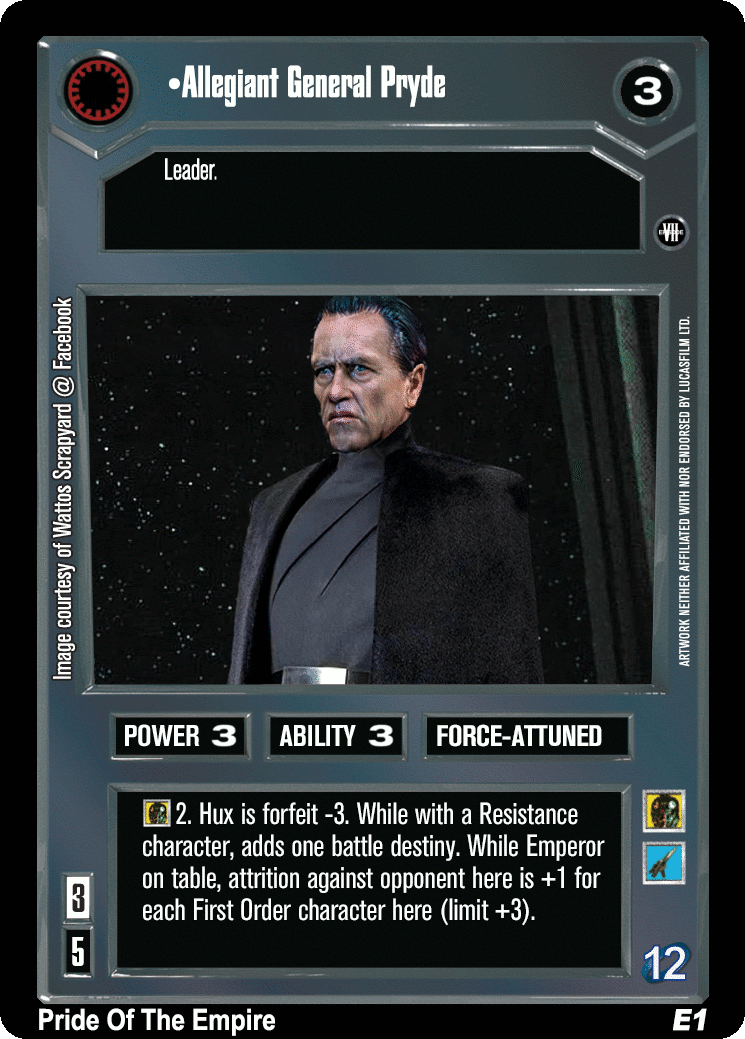 •Allegiant General Pryde
3
Leader.
EPISODE
VII
Image courtesy of Wattos Scrapyard @ Facebook
ARTWORK NEITHER AFFILIATED WITH NOR ENDORSED BY LUCASFILM LTD.
POWER 3
ABILITY 3
FORCE-ATTUNED
2. Hux is forfeit -3. While with a Resistance
character, adds one battle destiny. While Emperor
on table, attrition against opponent here is +1 for
each First Order character here (limit +3).
3
5
12
Pride Of The Empire
E1